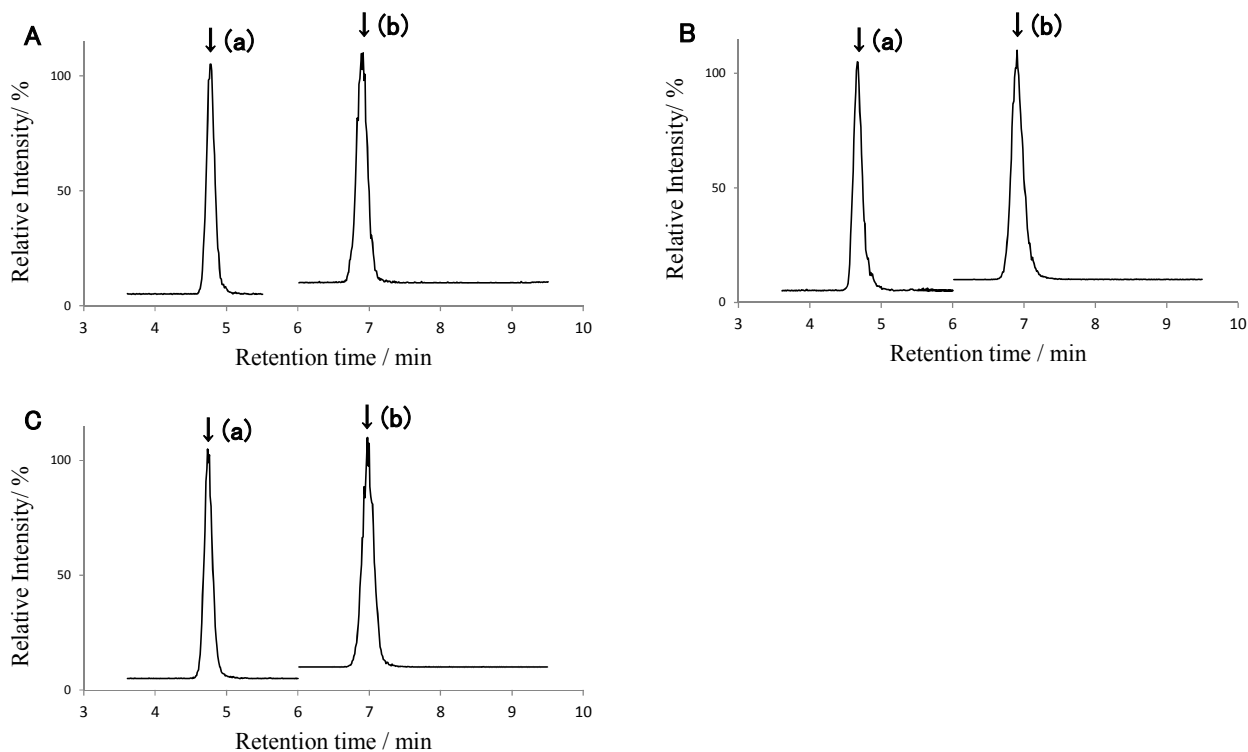 A
↓ (a)
↓ (b)
Relative Intensity/ %
100
50
0
3 4 5 6 7 8 9 10
Retention time / min
B
↓ (a)
↓ (b)
Relative Intensity/ %
100
50
0
3 4 5 6 7 8 9 10
Retention time / min
C
↓ (a)
↓ (b)
Relative Intensity/ %
100
50
0
3 4 5 6 7 8 9 10
Retention time / min